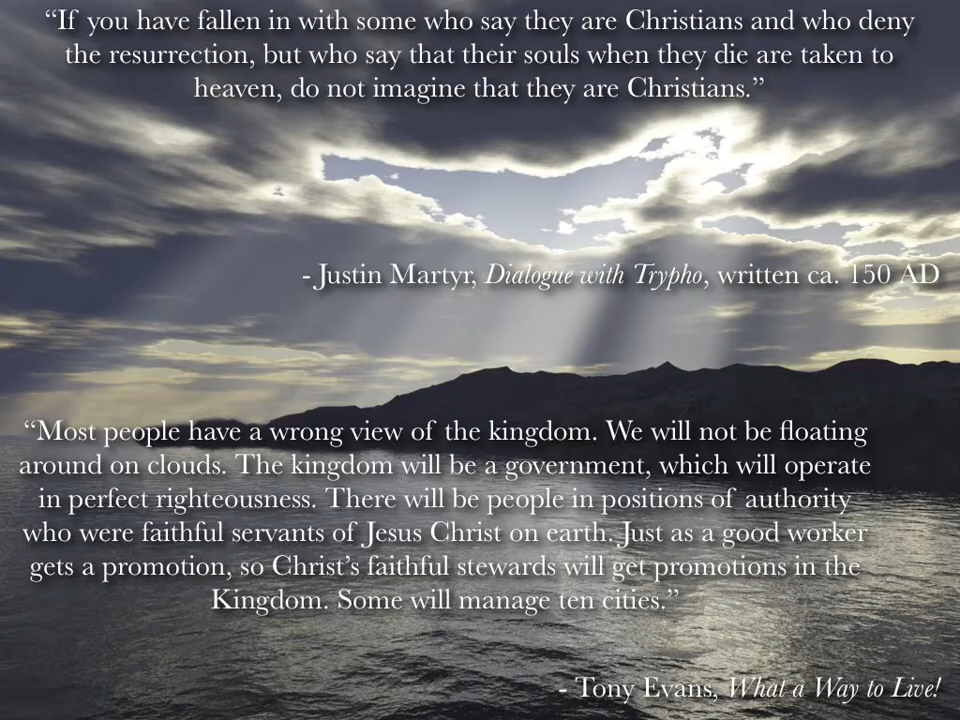 “If you have fallen in with some who say they are Christians and who deny
the resurrection, but who say that their souls when they die are taken to
heaven, do not imagine that they are Christians.”
- Justin Martyr, Dialogue with Trypho, written ca. 150 AD
“Most people have a wrong view of the kingdom. We will not be floating
around on clouds. The kingdom will be a government, which will operate
in perfect righteousness. There will be people in positions of authority
who were faithful servants of Jesus Christ on earth. Just as a good worker
gets a promotion, so Christ’s faithful stewards will get promotions in the
Kingdom. Some will manage ten cities.”
- Tony Evans, What a Way to Live!